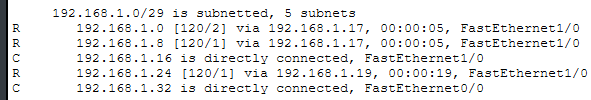 192.168.1.0/29 is subnetted, 5 subnets
R 192.168.1.0 [120/2] via 192.168.1.17, 00:00:05, FastEthernet1/0
R 192.168.1.8 [120/1] via 192.168.1.17, 00:00:05, FastEthernet1/0
C 192.168.1.16 is directly connected, FastEthernet1/0
R 192.168.1.24 [120/1] via 192.168.1.19, 00:00:19, FastEthernet1/0
C 192.168.1.32 is directly connected, FastEthernet0/0